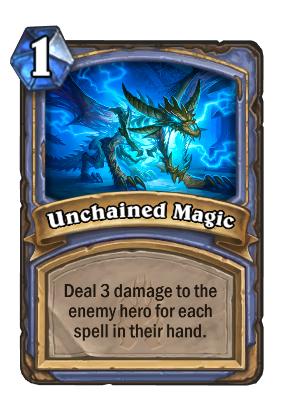 1
Unchained Magic
Deal 3 damage to the
enemy hero for each
spell in their hand.